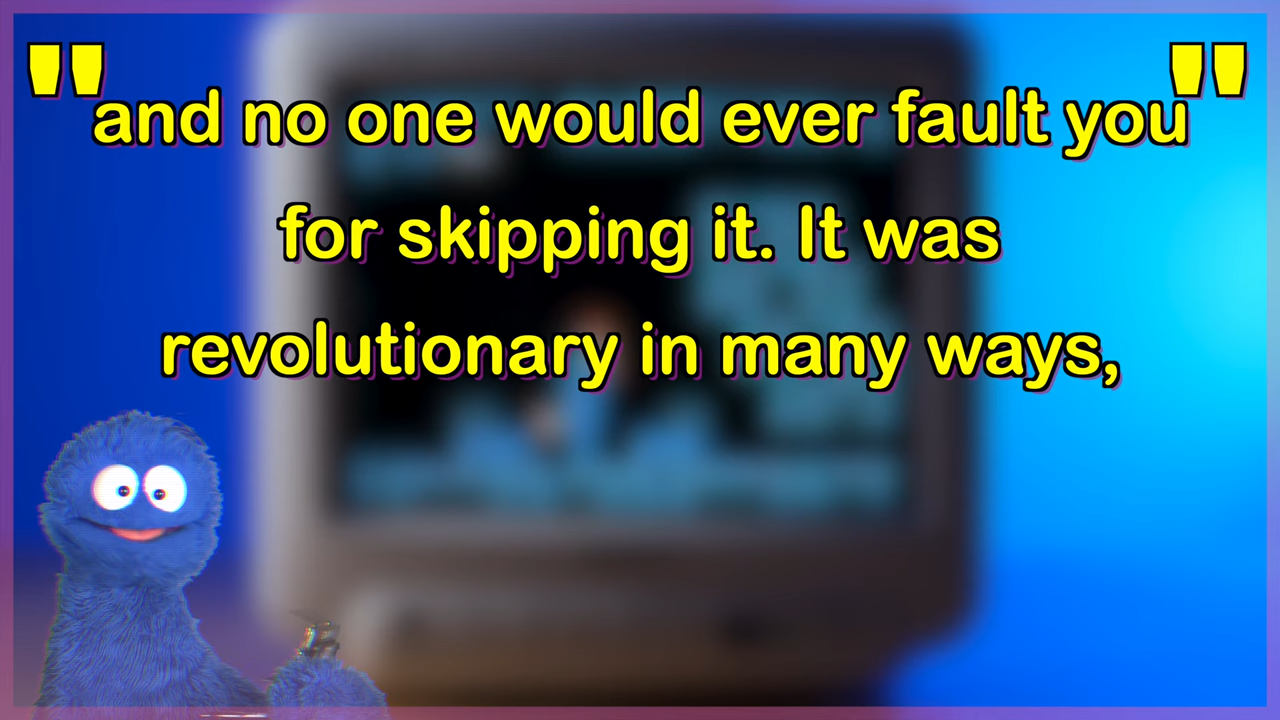 "and no one would ever fault you"
for skipping it. It was
revolutionary in many ways,